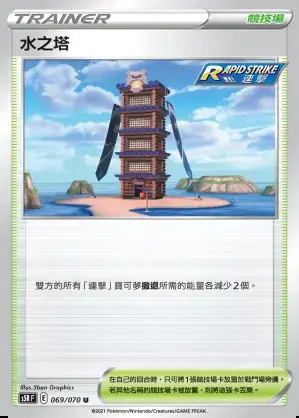 TRAINER 競技場
水之塔
RAPID STRIKE
連擊
雙方的所有「連擊」寶可夢撤退所需的能量各減少2個。
Illus. 5ban Graphics
S5R F E 069/070 U
在自己的回合時,只可將1張競技場卡放置於戰鬥場旁邊。
若其他名稱的競技場卡被放置,則將這張卡丟棄。
©2021 Pokémon/Nintendo/Creatures/GAME FREAK.